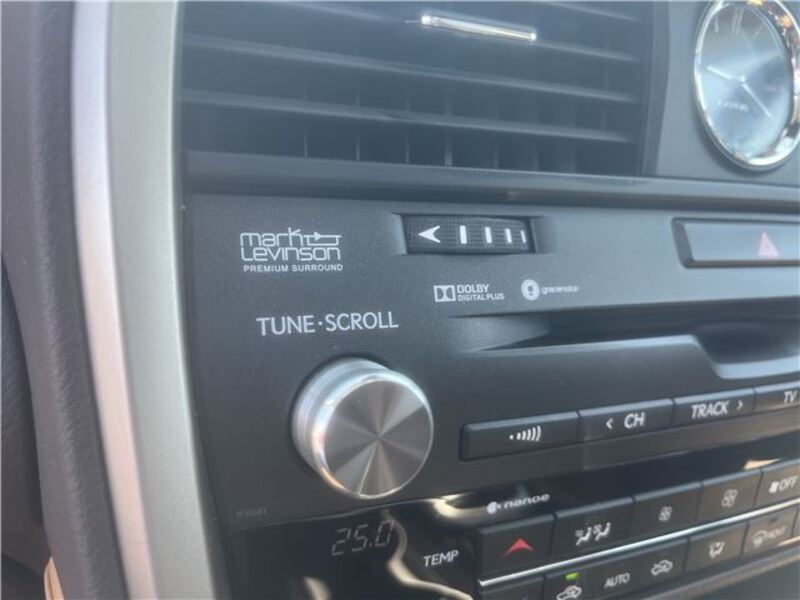 mark
Levinson
PREMIUM SURROUND
DOLBY
DIGITAL PLUS
gracenote
TUNE·SCROLL
< CH
TRACK >
TV
nanoe
OFF
25.0
TEMP
AUTO